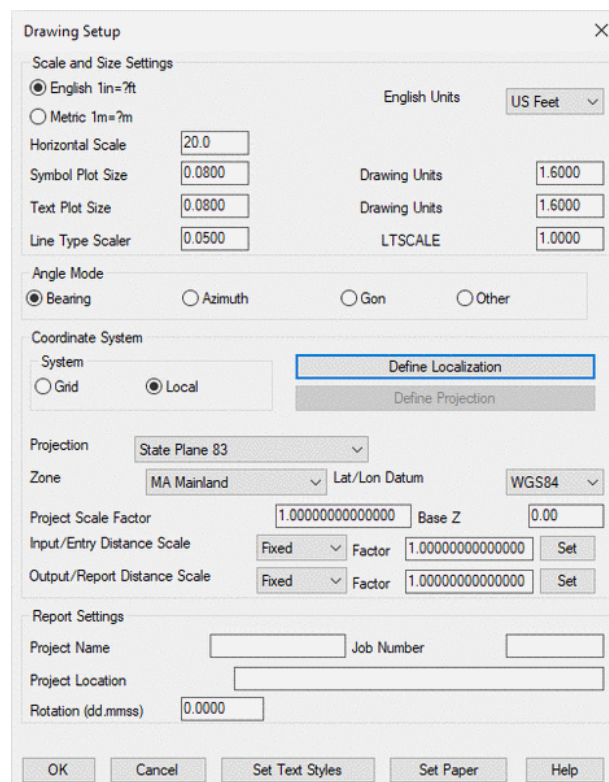 Drawing Setup
Scale and Size Settings
English 1in=?ft
English Units US Feet
Metric 1m=?m
Horizontal Scale 20.0
Symbol Plot Size 0.0800 Drawing Units 1.6000
Text Plot Size 0.0800 Drawing Units 1.6000
Line Type Scaler 0.0500 LTSCALE 1.0000
Angle Mode
Bearing Azimuth Gon Other
Coordinate System
System
Define Localization
Grid Local
Define Projection
Projection State Plane 83
Zone MA Mainland Lat/Lon Datum WGS84
Project Scale Factor 1.00000000000000 Base Z 0.00
Input/Entry Distance Scale Fixed Factor 1.00000000000000 Set
Output/Report Distance Scale Fixed Factor 1.00000000000000 Set
Report Settings
Project Name Job Number
Project Location
Rotation (dd.mmss) 0.0000
OK Cancel Set Text Styles Set Paper Help